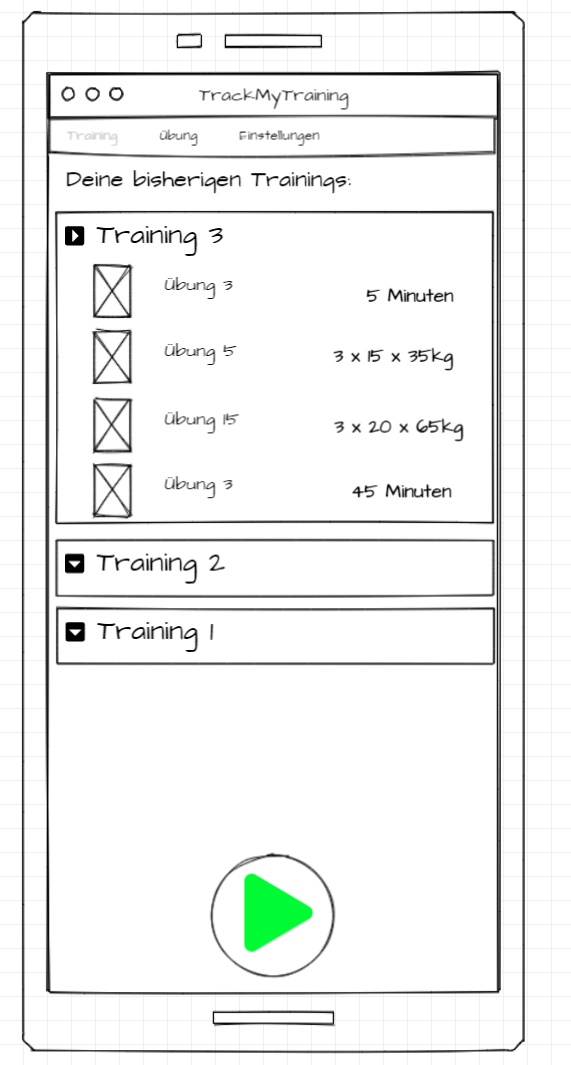 TrackMyTraining
Training Übung Einstellungen
Deine bisherigen Trainings:
Training 3
Übung 3 5 Minuten
Übung 5 3 x 15 x 35kg
Übung 15 3 x 20 x 65kg
Übung 3 45 Minuten
Training 2
Training 1